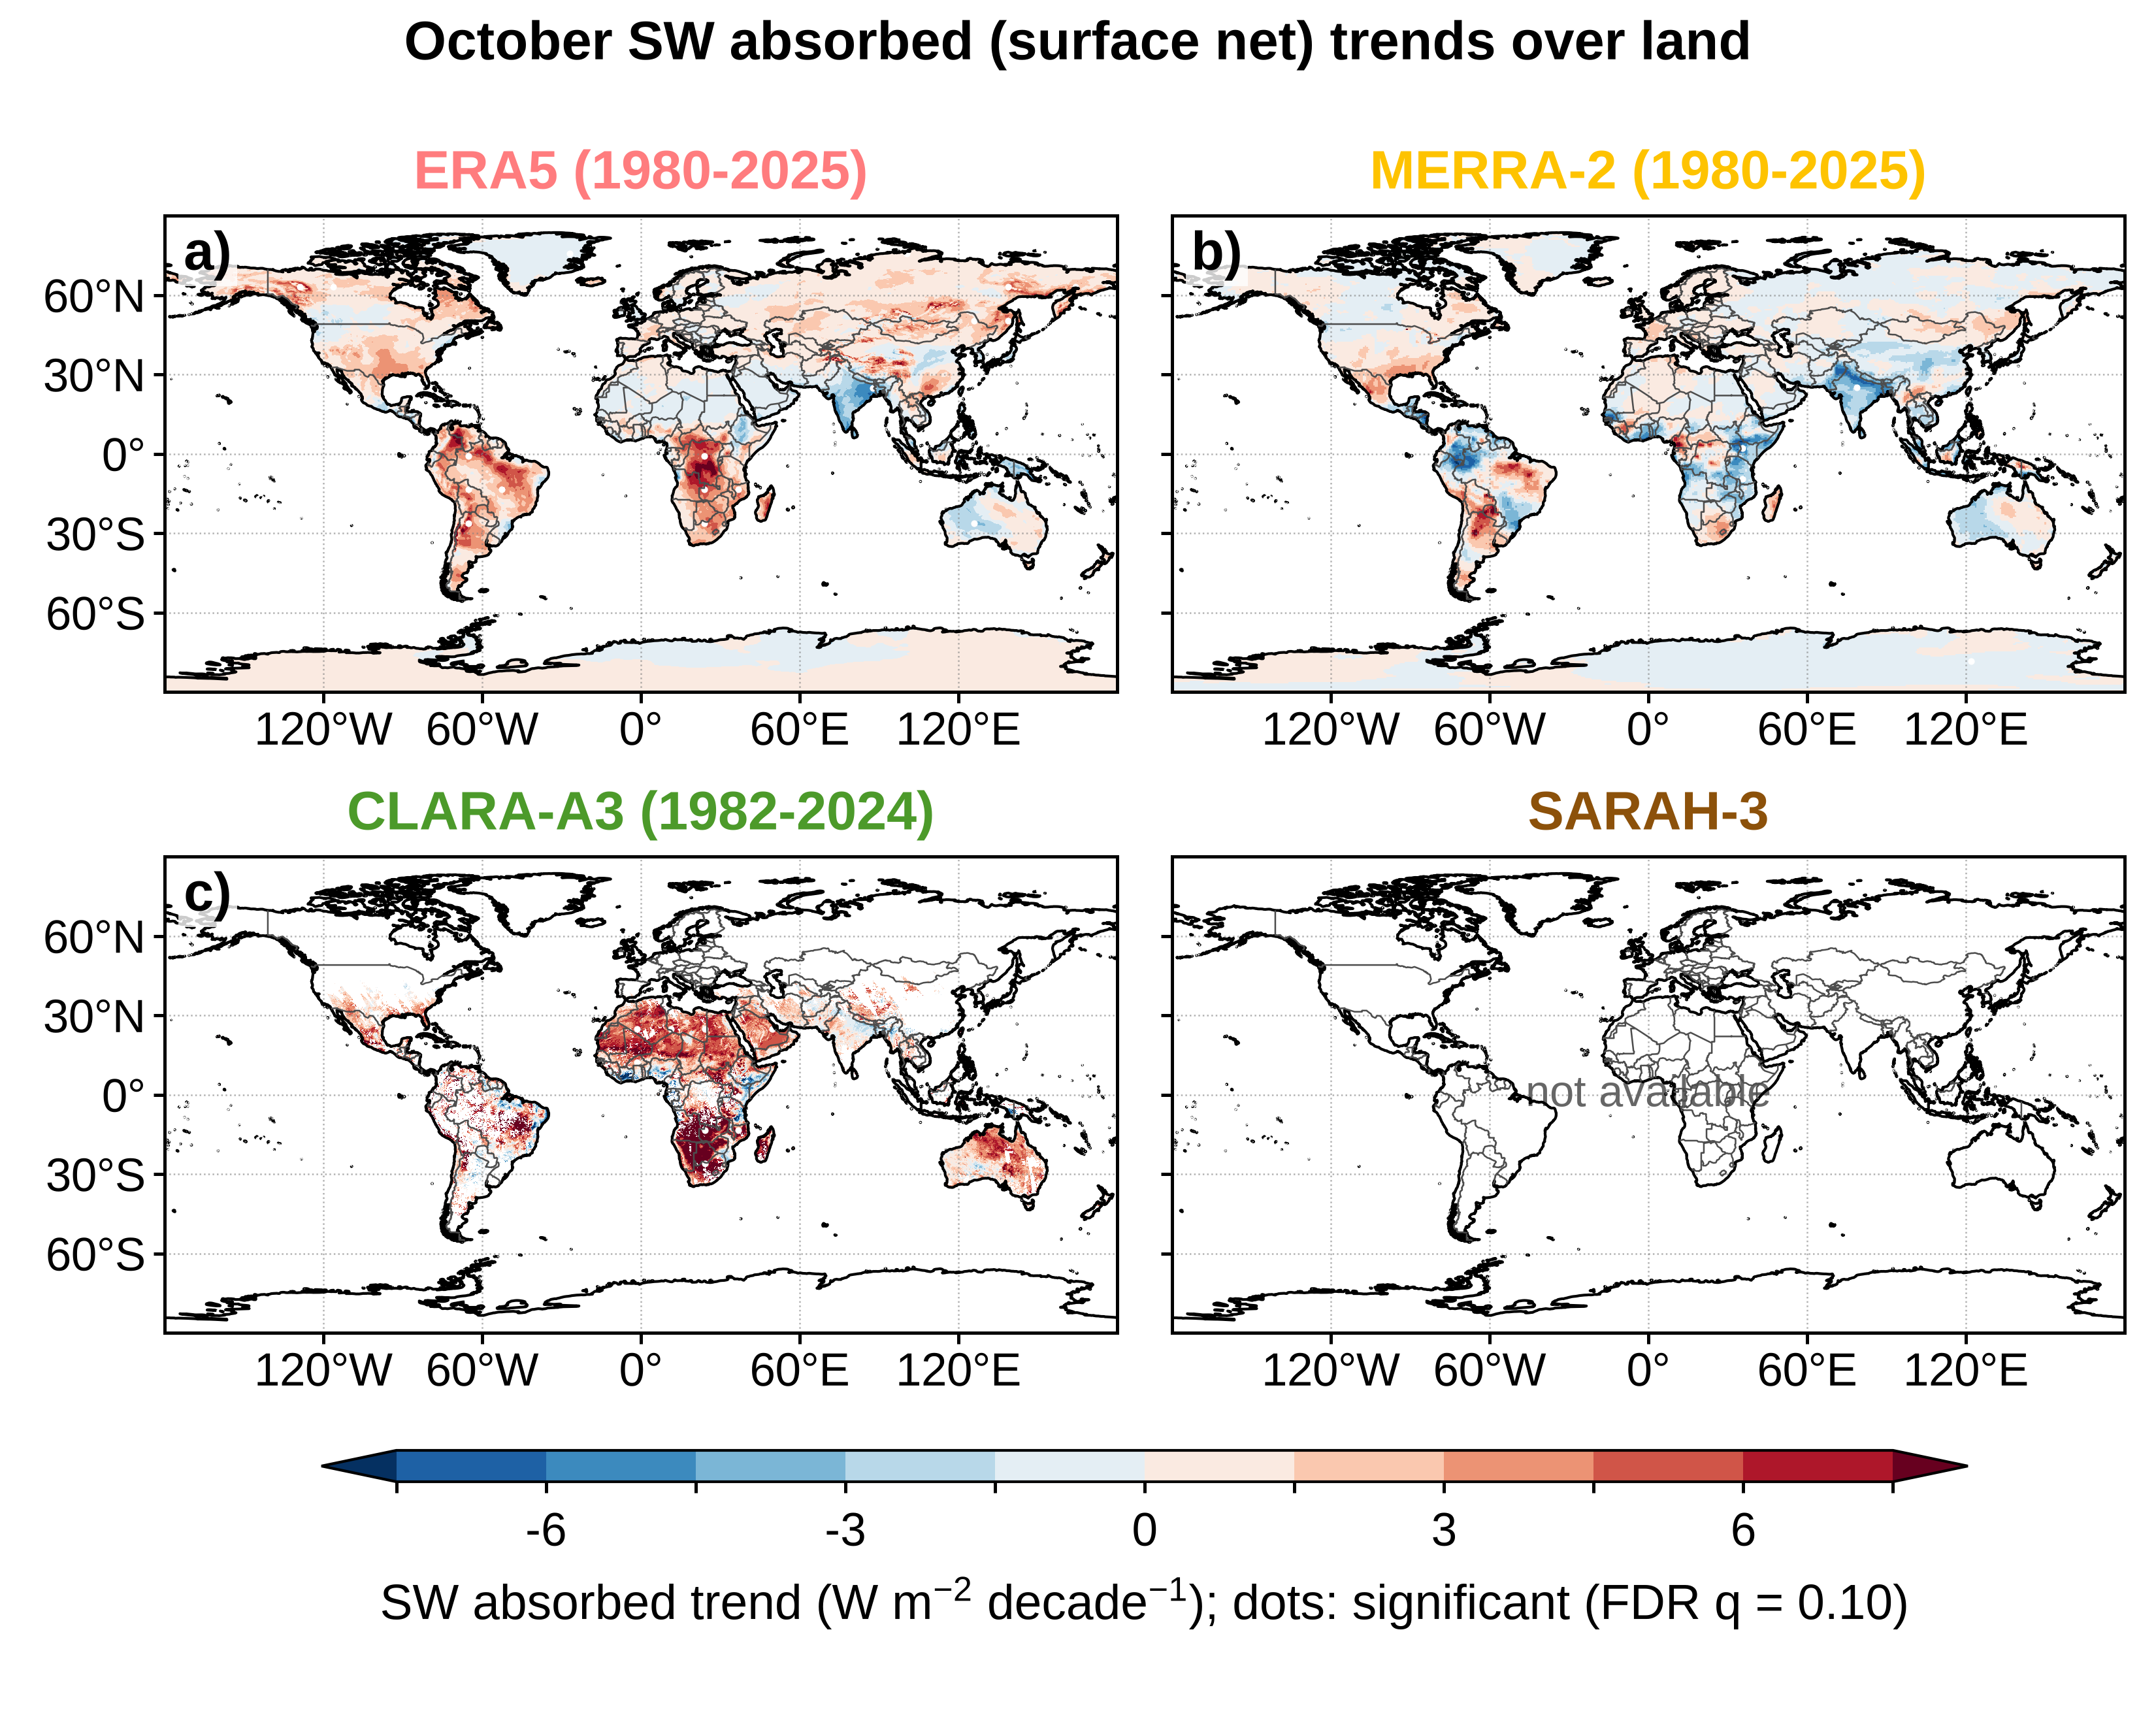 October SW absorbed (surface net) trends over land
ERA5 (1980-2025)
MERRA-2 (1980-2025)
a)
b)
60°N
30°N
0°
30°S
60°S
120°W 60°W 0° 60°E 120°E
120°W 60°W 0° 60°E 120°E
CLARA-A3 (1982-2024)
SARAH-3
c)
60°N
30°N
0°
30°S
60°S
not available
120°W 60°W 0° 60°E 120°E
120°W 60°W 0° 60°E 120°E
-6 -3 0 3 6
SW absorbed trend (W m⁻² decade⁻¹); dots: significant (FDR q = 0.10)